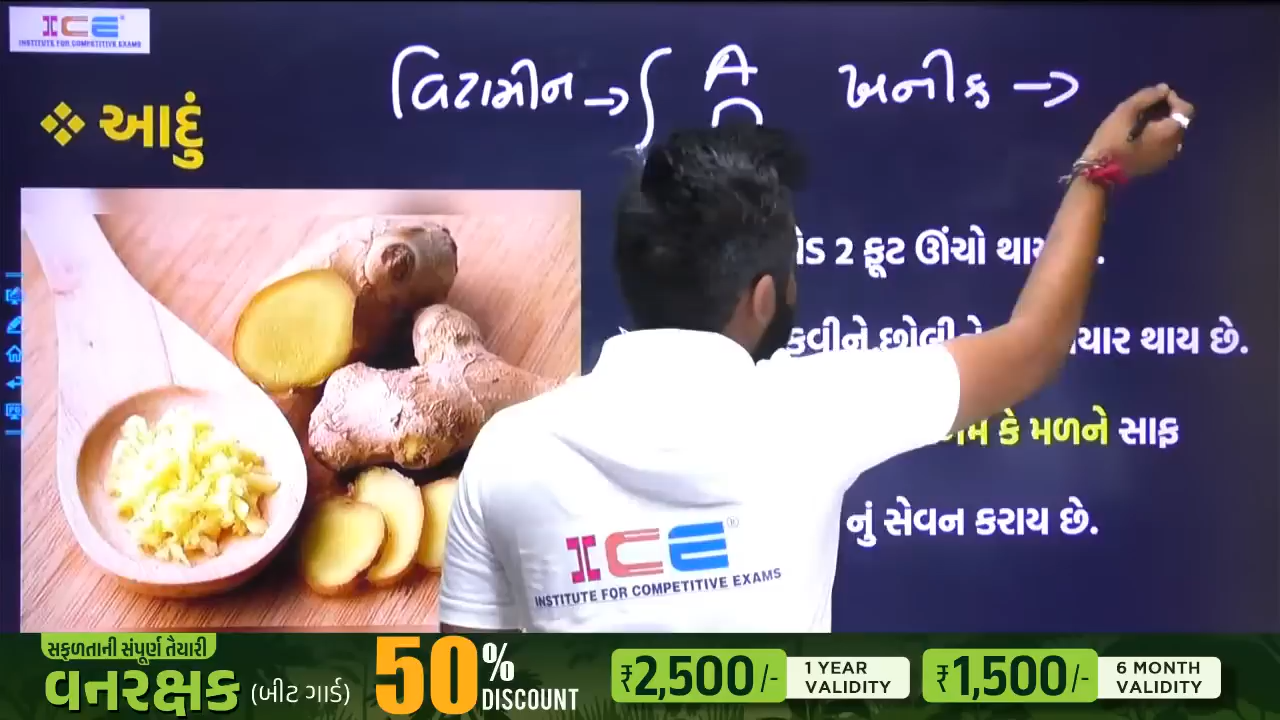 ICE
INSTITUTE FOR COMPETITIVE EXAMS
વિટામીન → A ખનીક →
❖ આદું
2 ફૂટ ઊંચો થાય
થાય છે.
કે મળને સાફ
નું સેવન કરાય છે.
ICE®
INSTITUTE FOR COMPETITIVE EXAMS
સફળતાની સંપૂર્ણ તૈયારી
વનરક્ષક (બીટ ગાર્ડ)
50% DISCOUNT
₹2,500/- 1 YEAR VALIDITY
₹1,500/- 6 MONTH VALIDITY